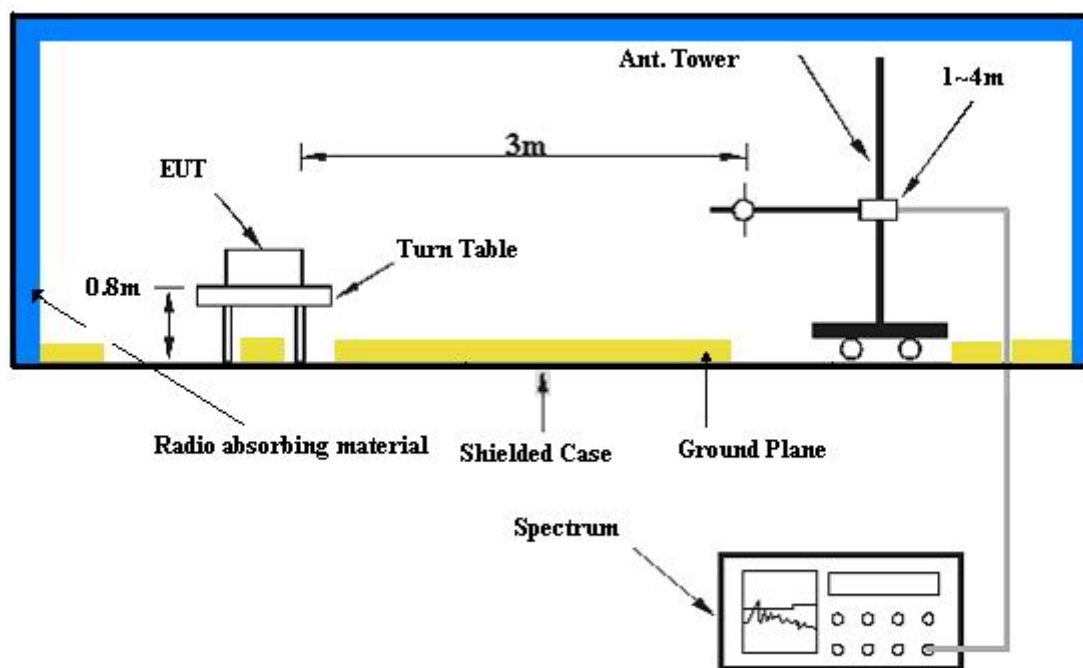 Ant. Tower
1~4m
3m
EUT
Turn Table
0.8m
Radio absorbing material
Shielded Case
Ground Plane
Spectrum